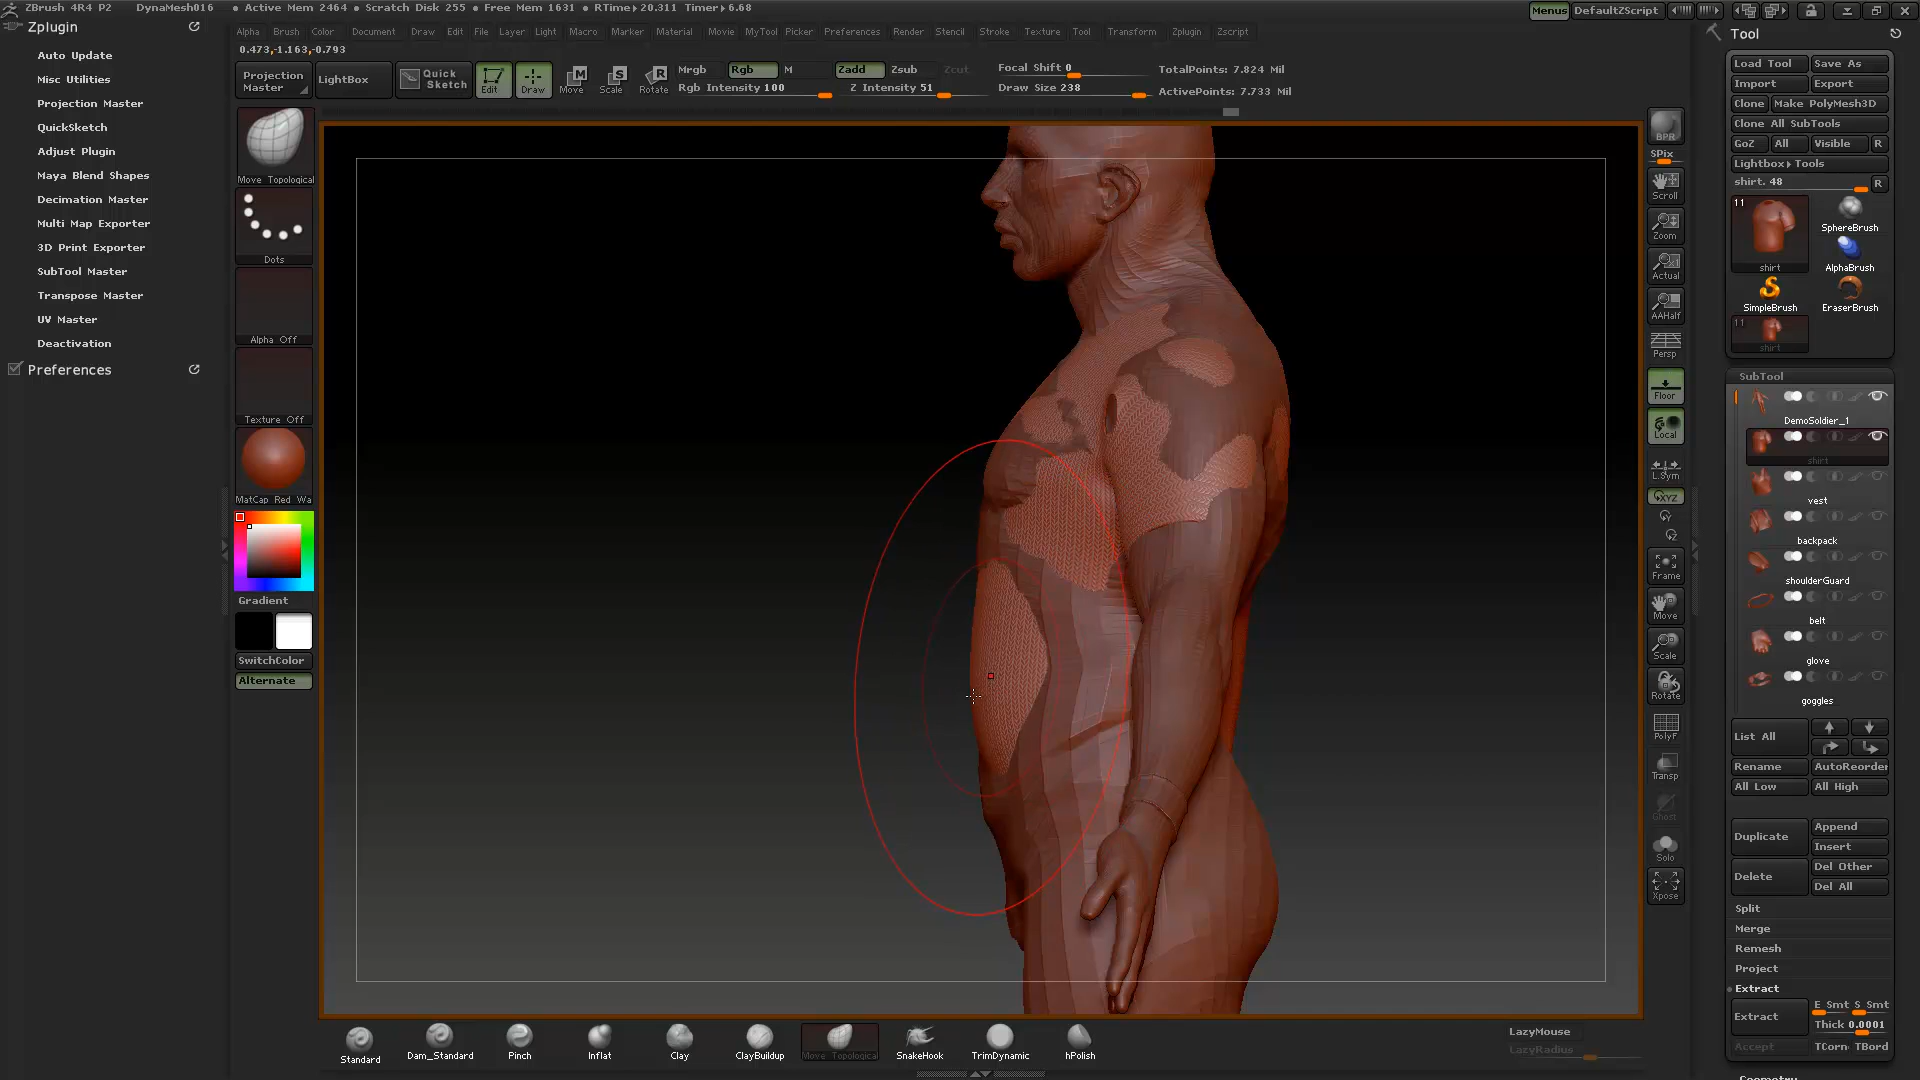 ZBrush 4R4 P2 DynaMesh016 • Active Mem 2464 • Scratch Disk 255 • Free Mem 1631 • RTime▸20.311 Timer▸6.68 Menus DefaultZScript
Zplugin
Auto Update
Misc Utilities
Projection Master
QuickSketch
Adjust Plugin
Maya Blend Shapes
Decimation Master
Multi Map Exporter
3D Print Exporter
SubTool Master
Transpose Master
UV Master
Deactivation
Preferences
Alpha Brush Color Document Draw Edit File Layer Light Macro Marker Material Movie MyTool Picker Preferences Render Stencil Stroke Texture Tool Transform Zplugin Zscript
0.473,-1.163,-0.793
Projection Master
LightBox
Quick Sketch
Edit
Draw
Move
Scale
Rotate
Mrgb Rgb M
Rgb Intensity 100
Zadd Zsub Zcut
Z Intensity 51
Focal Shift 0
Draw Size 238
TotalPoints: 7.824 Mil
ActivePoints: 7.733 Mil
Move Topological
Dots
Alpha Off
Texture Off
MatCap Red Wa
Gradient
SwitchColor
Alternate
BPR
SPix
Scroll
Zoom
Actual
AAHalf
Persp
Floor
Local
L.Sym
XYZ
Frame
Move
Scale
Rotate
PolyF
Transp
Ghost
Solo
Xpose
Tool
Load Tool Save As
Import Export
Clone Make PolyMesh3D
Clone All SubTools
GoZ All Visible R
Lightbox▸Tools
shirt. 48 R
11
shirt
SphereBrush
AlphaBrush
SimpleBrush
EraserBrush
11
shirt
SubTool
DemoSoldier_1
shirt
vest
backpack
shoulderGuard
belt
glove
goggles
List All
Rename AutoReorder
All Low All High
Duplicate Append
Insert
Delete Del Other
Del All
Split
Merge
Remesh
Project
Extract
Extract E Smt S Smt
Thick 0.0001
Accept TCorn TBord
Geometry
Standard
Dam_Standard
Pinch
Inflat
Clay
ClayBuildup
Move Topological
SnakeHook
TrimDynamic
hPolish
LazyMouse
LazyRadius